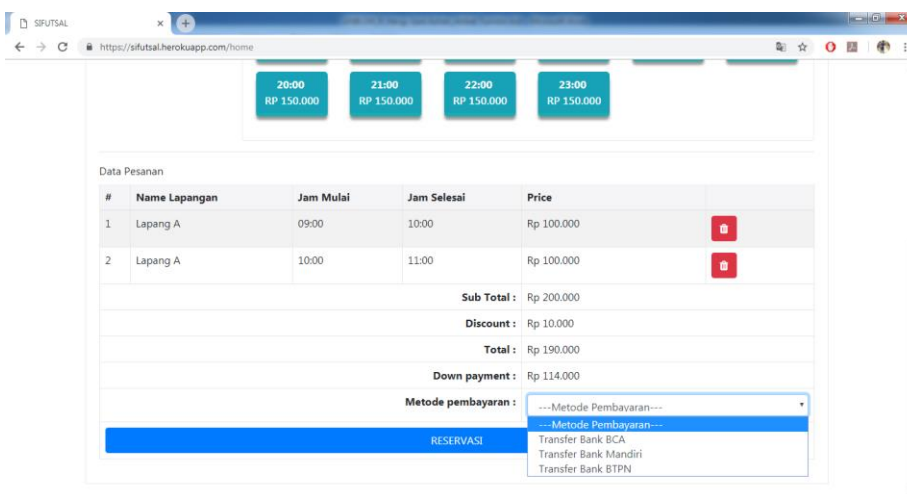 SIFUTSAL
https://sifutsal.herokuapp.com/home
20:00 21:00 22:00 23:00
RP 150.000 RP 150.000 RP 150.000 RP 150.000
Data Pesanan
# Name Lapangan Jam Mulai Jam Selesai Price
1 Lapang A 09:00 10:00 Rp 100.000
2 Lapang A 10:00 11:00 Rp 100.000
Sub Total : Rp 200.000
Discount : Rp 10.000
Total : Rp 190.000
Down payment : Rp 114.000
Metode pembayaran : ---Metode Pembayaran---
---Metode Pembayaran---
RESERVASI Transfer Bank BCA
Transfer Bank Mandiri
Transfer Bank BTPN